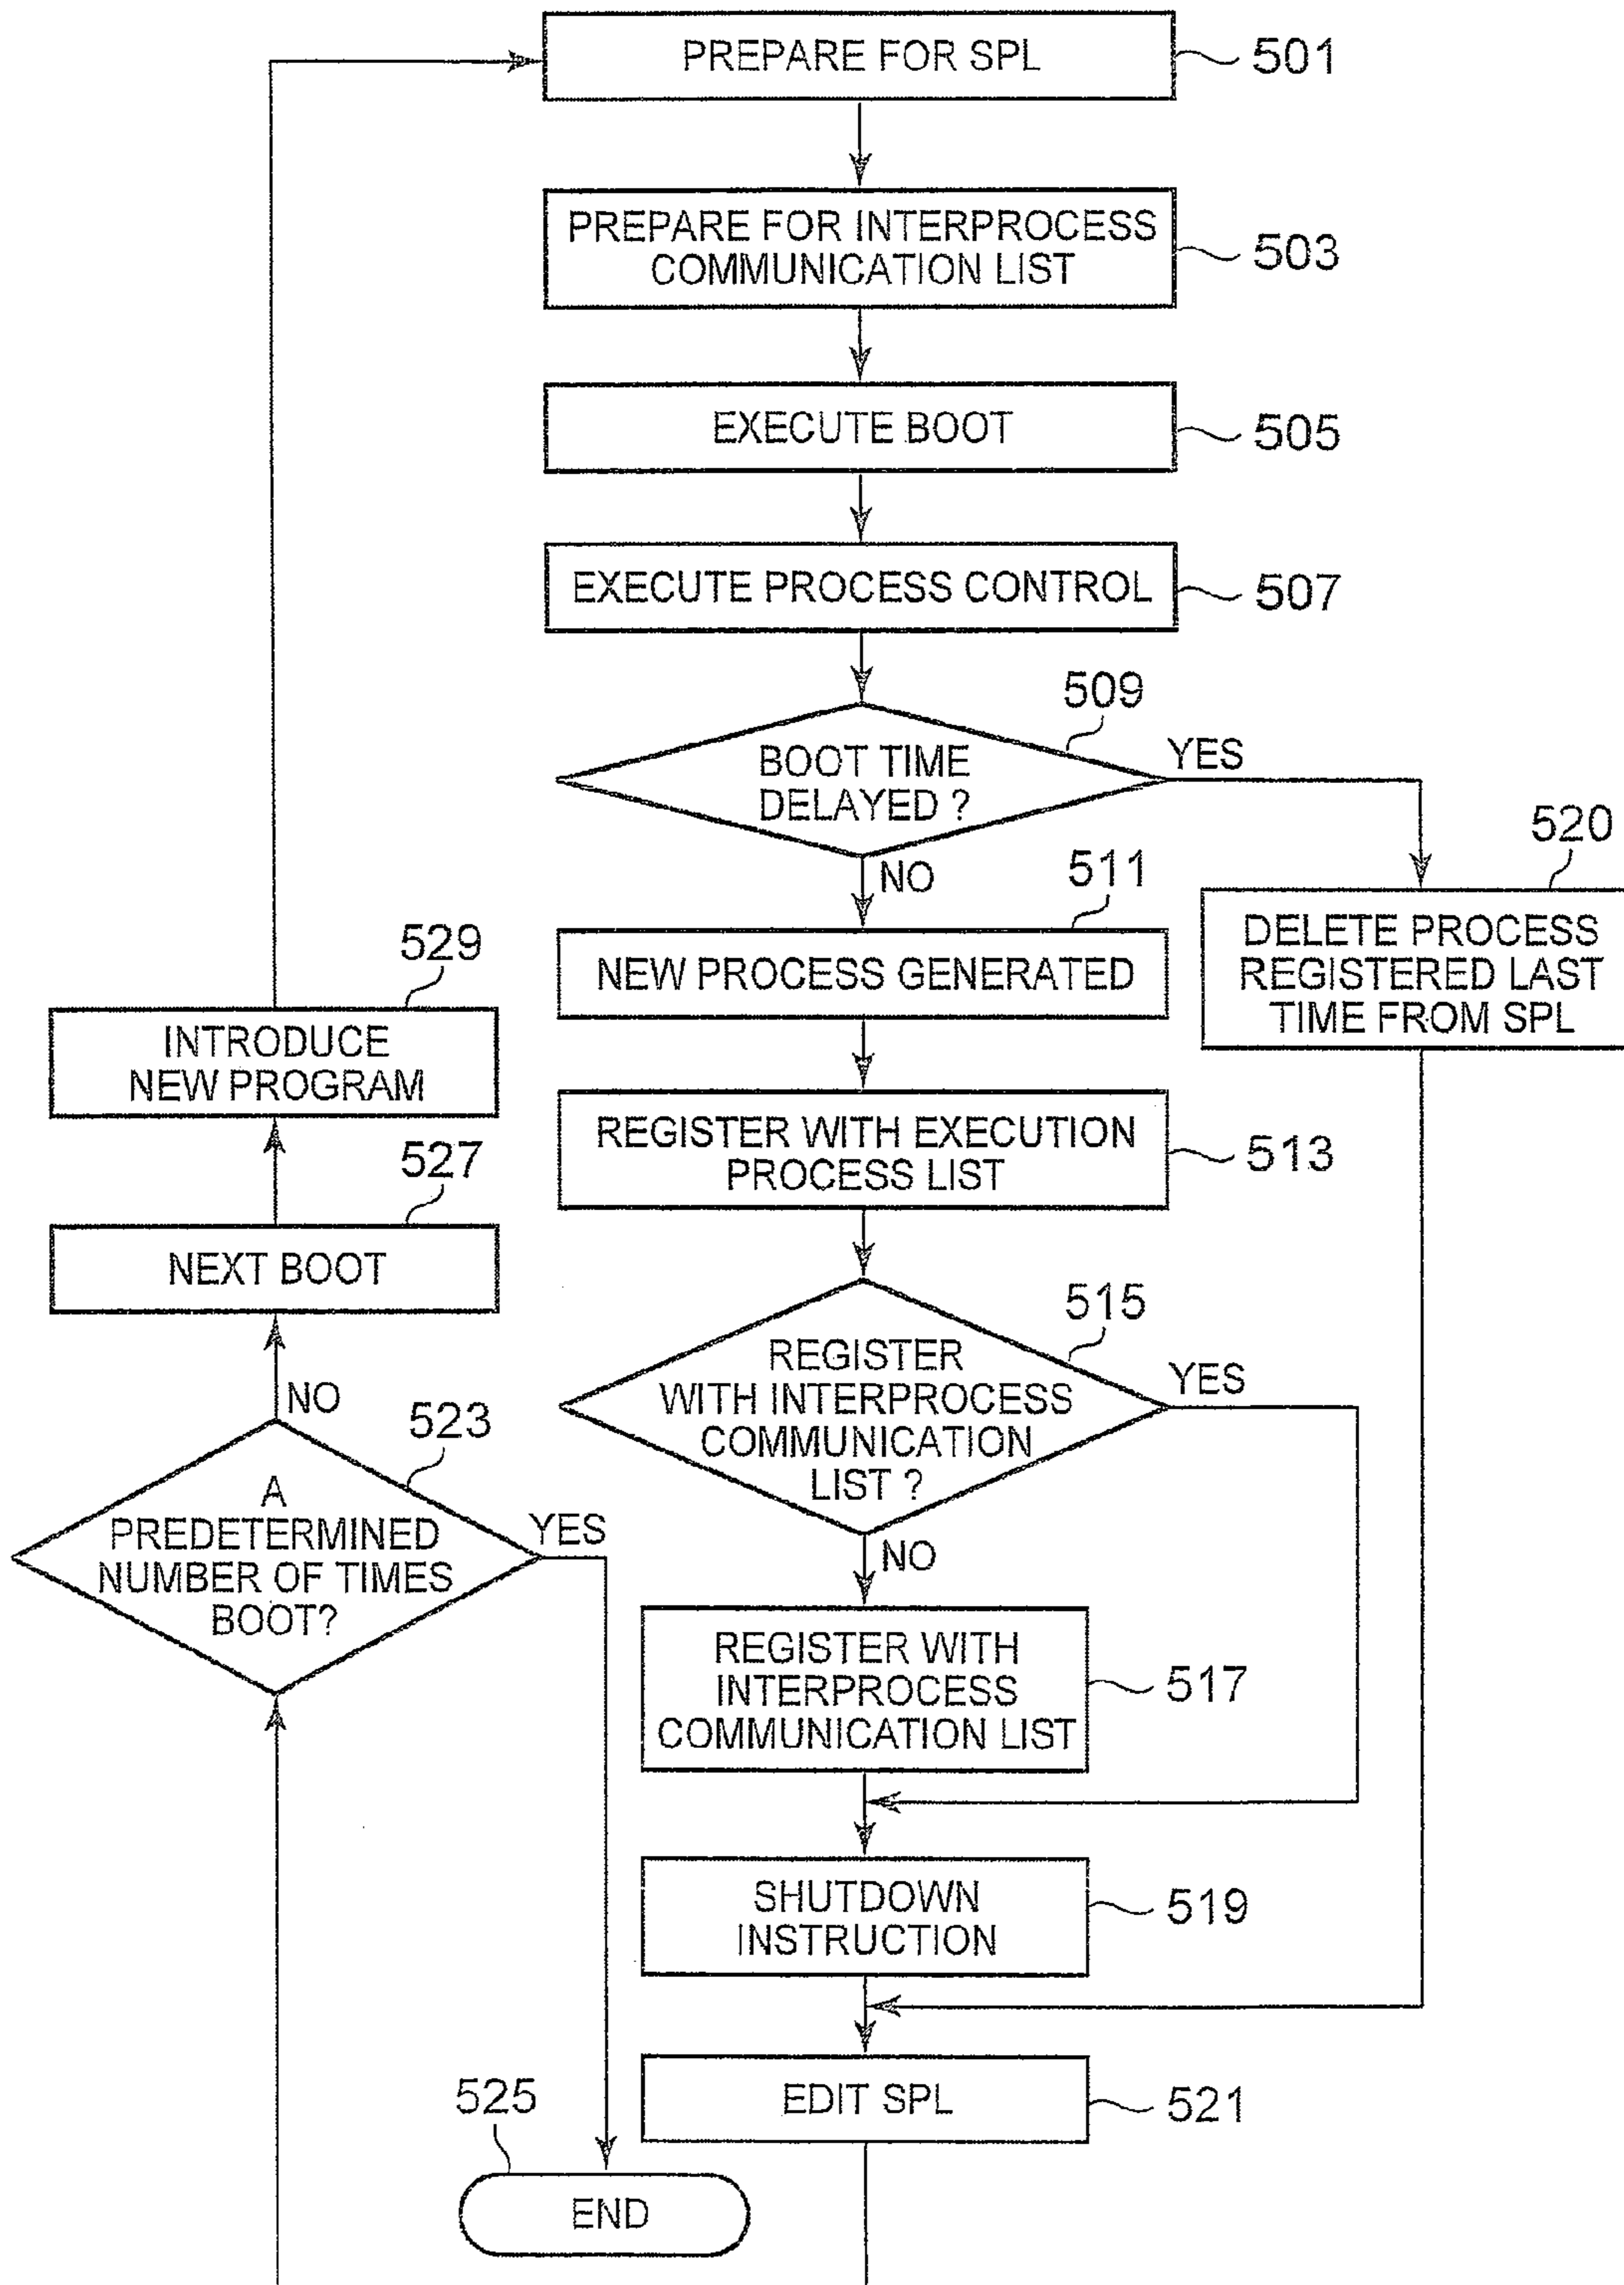 PREPARE FOR SPL
501
PREPARE FOR INTERPROCESS
COMMUNICATION LIST
503
EXECUTE BOOT
505
EXECUTE PROCESS CONTROL
507
509
BOOT TIME
DELAYED ?
YES
NO
520
DELETE PROCESS
REGISTERED LAST
TIME FROM SPL
511
NEW PROCESS GENERATED
REGISTER WITH EXECUTION
PROCESS LIST
513
515
REGISTER
WITH INTERPROCESS
COMMUNICATION
LIST ?
YES
NO
REGISTER WITH
INTERPROCESS
COMMUNICATION LIST
517
SHUTDOWN
INSTRUCTION
519
EDIT SPL
521
523
A
PREDETERMINED
NUMBER OF TIMES
BOOT?
YES
NO
525
END
527
NEXT BOOT
529
INTRODUCE
NEW PROGRAM